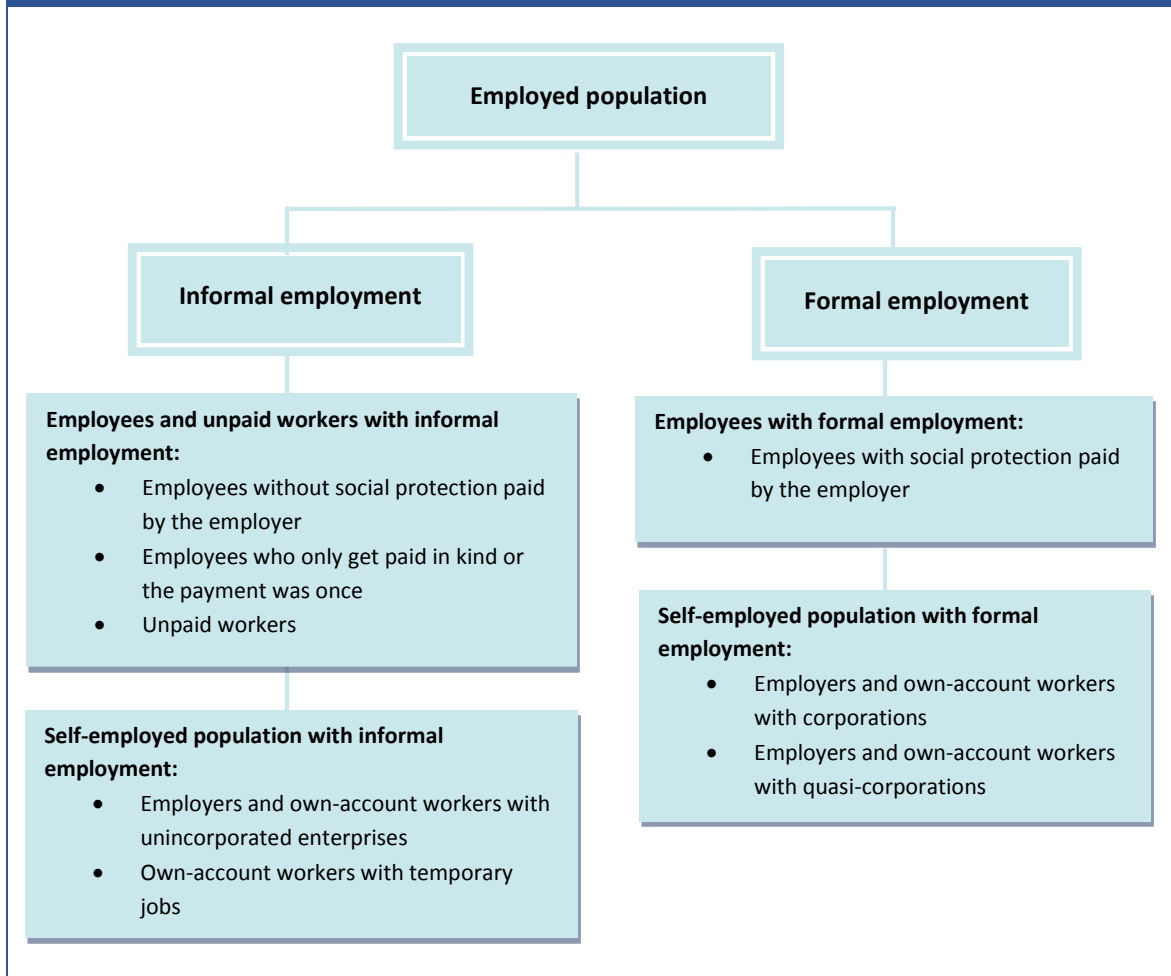 Employed population
Informal employment
Formal employment
Employees and unpaid workers with informal
employment:
• Employees without social protection paid
by the employer
• Employees who only get paid in kind or
the payment was once
• Unpaid workers
Self-employed population with informal
employment:
• Employers and own-account workers with
unincorporated enterprises
• Own-account workers with temporary
jobs
Employees with formal employment:
• Employees with social protection paid
by the employer
Self-employed population with formal
employment:
• Employers and own-account workers
with corporations
• Employers and own-account workers
with quasi-corporations